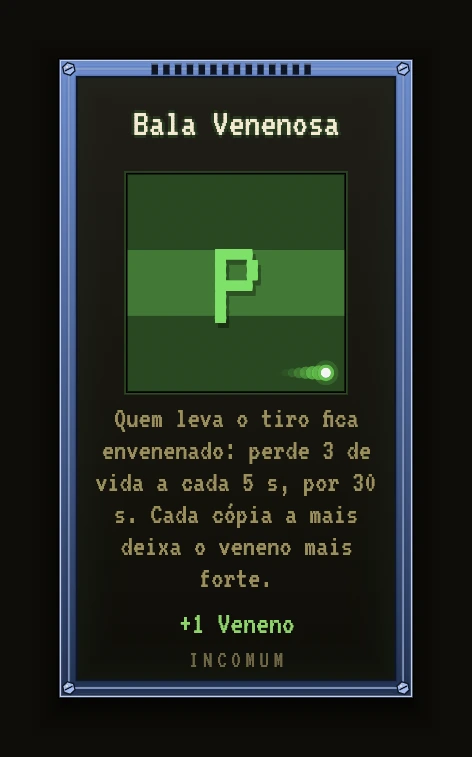 Bala Venenosa
P
Quem leva o tiro fica
envenenado: perde 3 de
vida a cada 5 s, por 30
s. Cada cópia a mais
deixa o veneno mais
forte.
+1 Veneno
INCOMUM